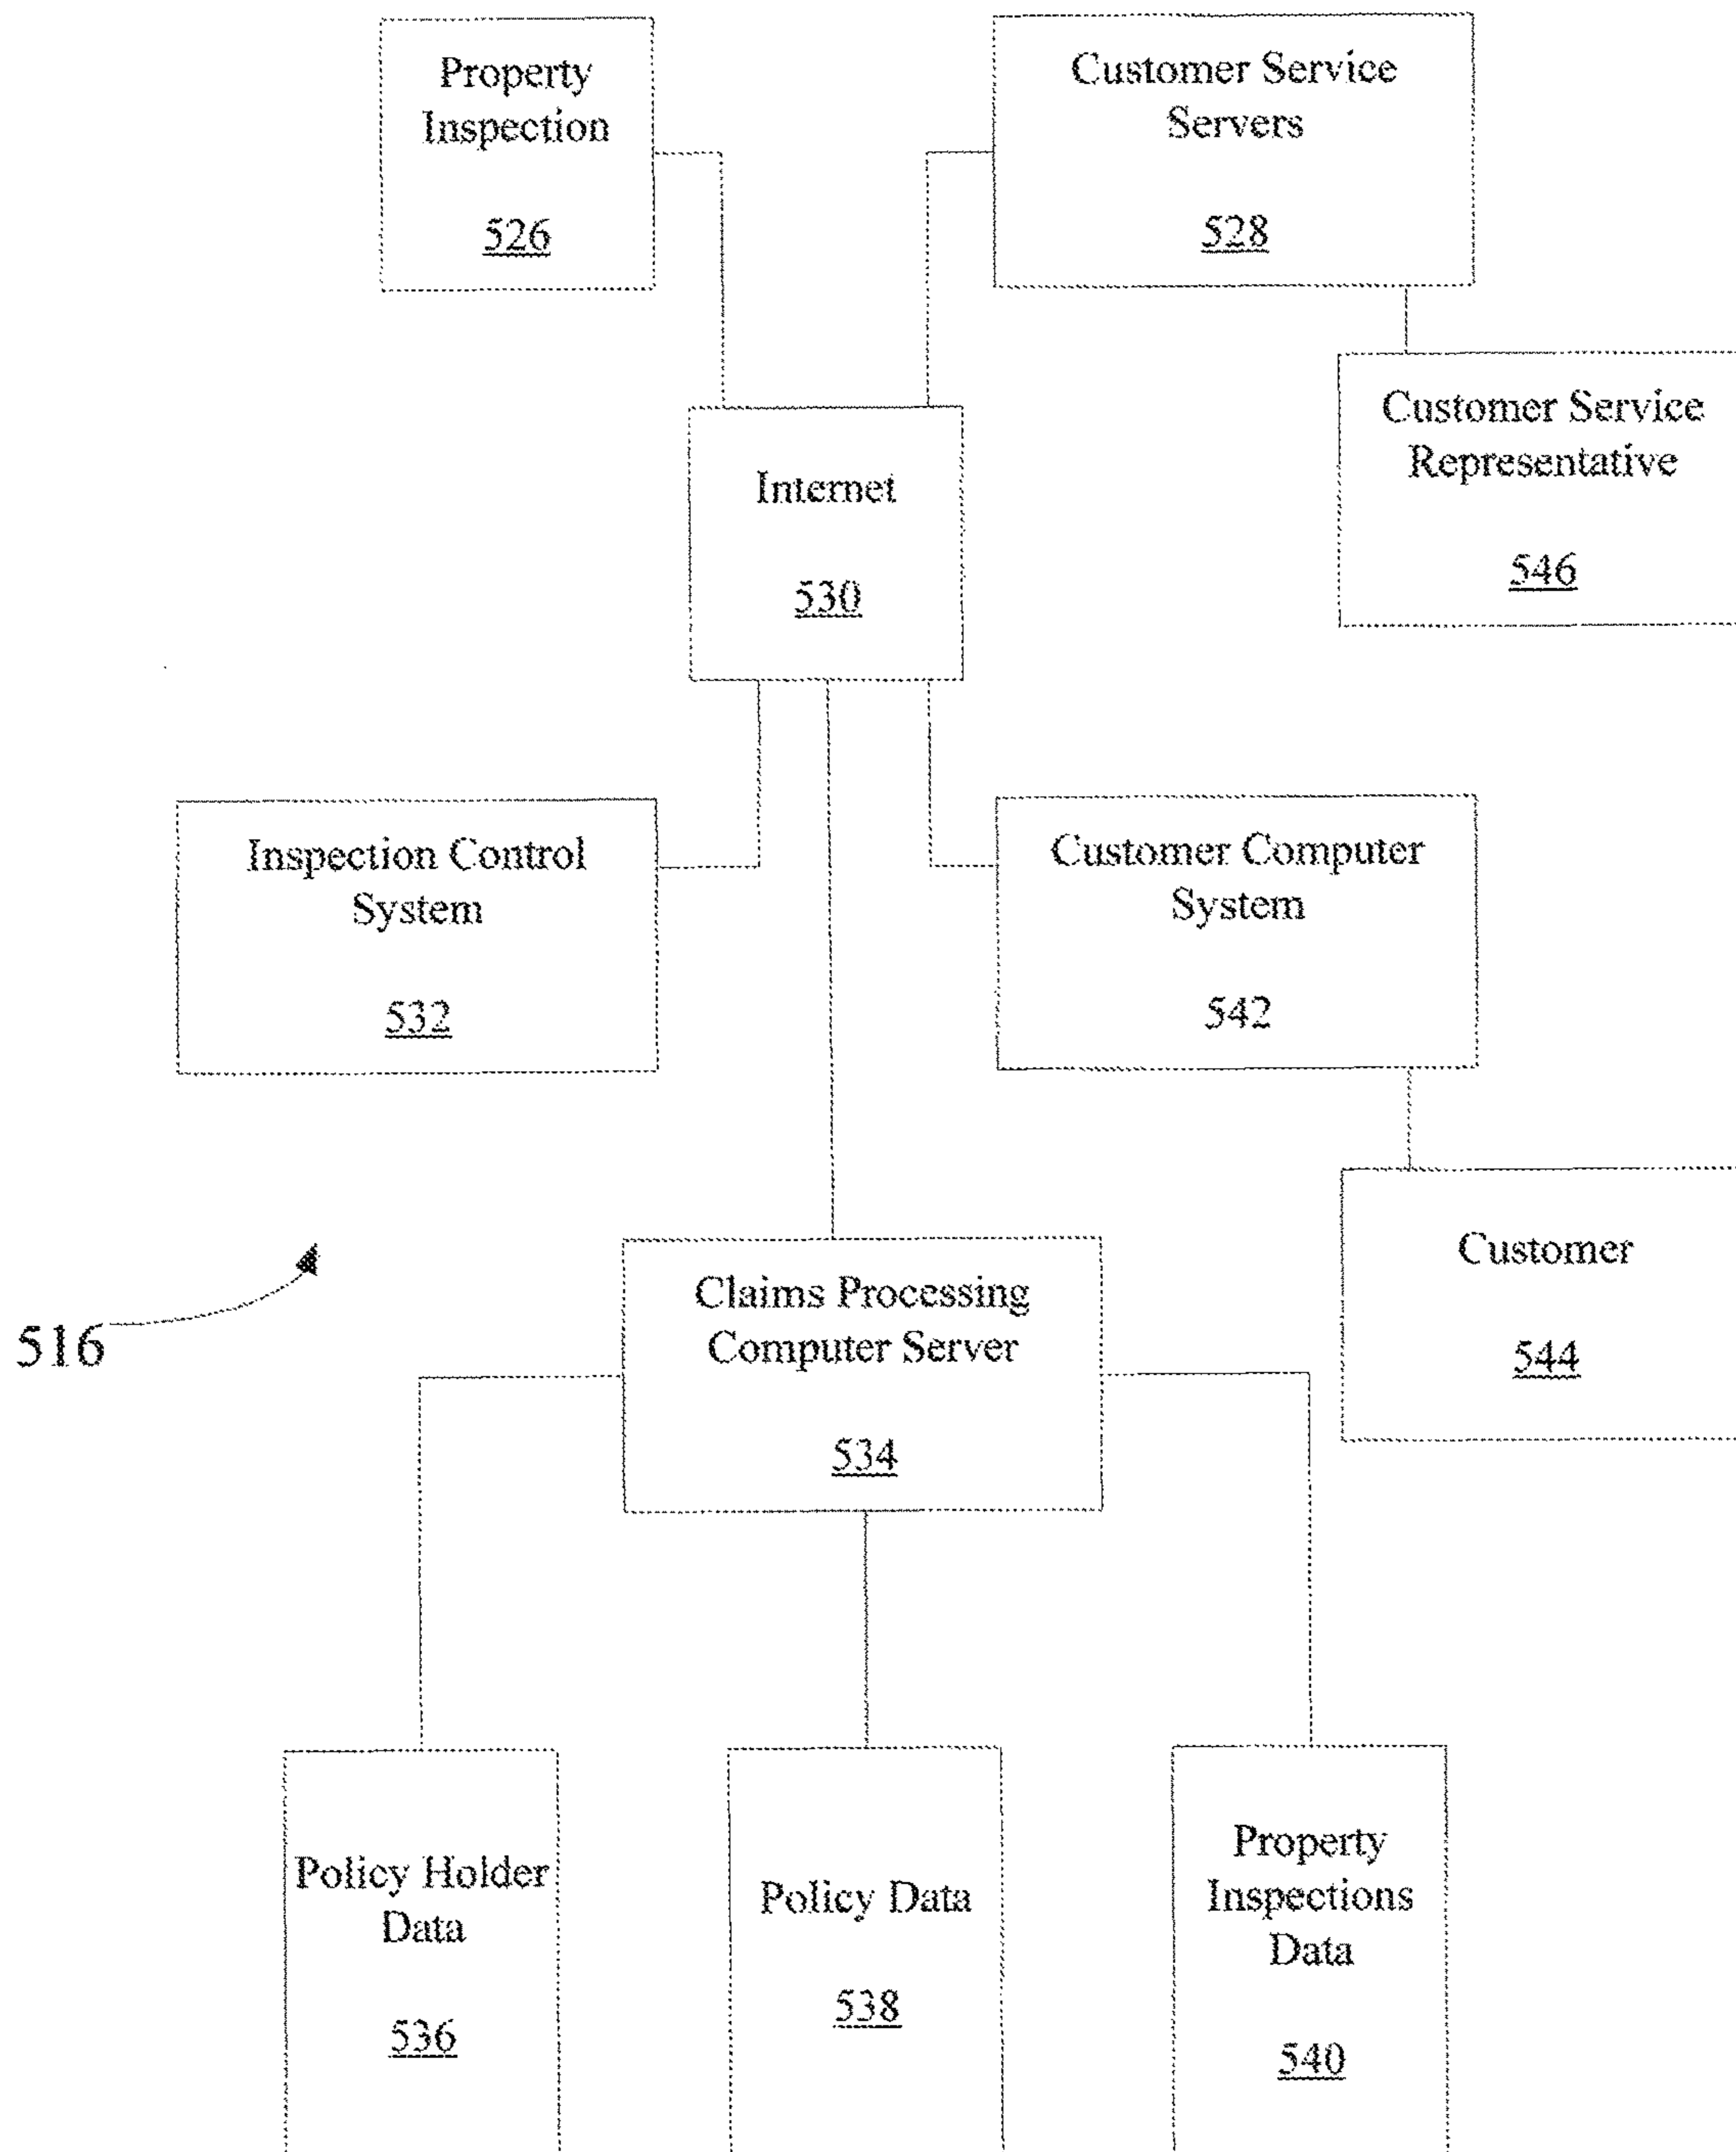 Property
Inspection
526
Customer Service
Servers
528
Customer Service
Representative
546
Internet
530
Inspection Control
System
532
Customer Computer
System
542
Customer
544
516
Claims Processing
Computer Server
534
Policy Holder
Data
536
Policy Data
538
Property
Inspections
Data
540